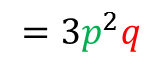 = 3p²q